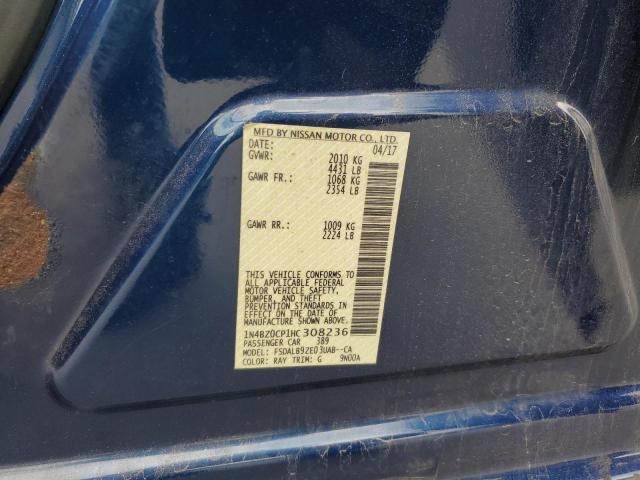 MFD BY NISSAN MOTOR CO., LTD.
DATE: 04/17
GVWR: 2010 KG
4431 LB
GAWR FR.: 1068 KG
2354 LB
GAWR RR.: 1009 KG
2224 LB
THIS VEHICLE CONFORMS TO
ALL APPLICABLE FEDERAL
MOTOR VEHICLE SAFETY,
BUMPER, AND THEFT
PREVENTION STANDARDS
IN EFFECT ON THE DATE OF
MANUFACTURE SHOWN ABOVE.
1N4BZ0CP1HC308236
PASSENGER CAR 389
MODEL: FSDALB9ZE03UAB--CA
COLOR: RAY TRIM: G 9N00A